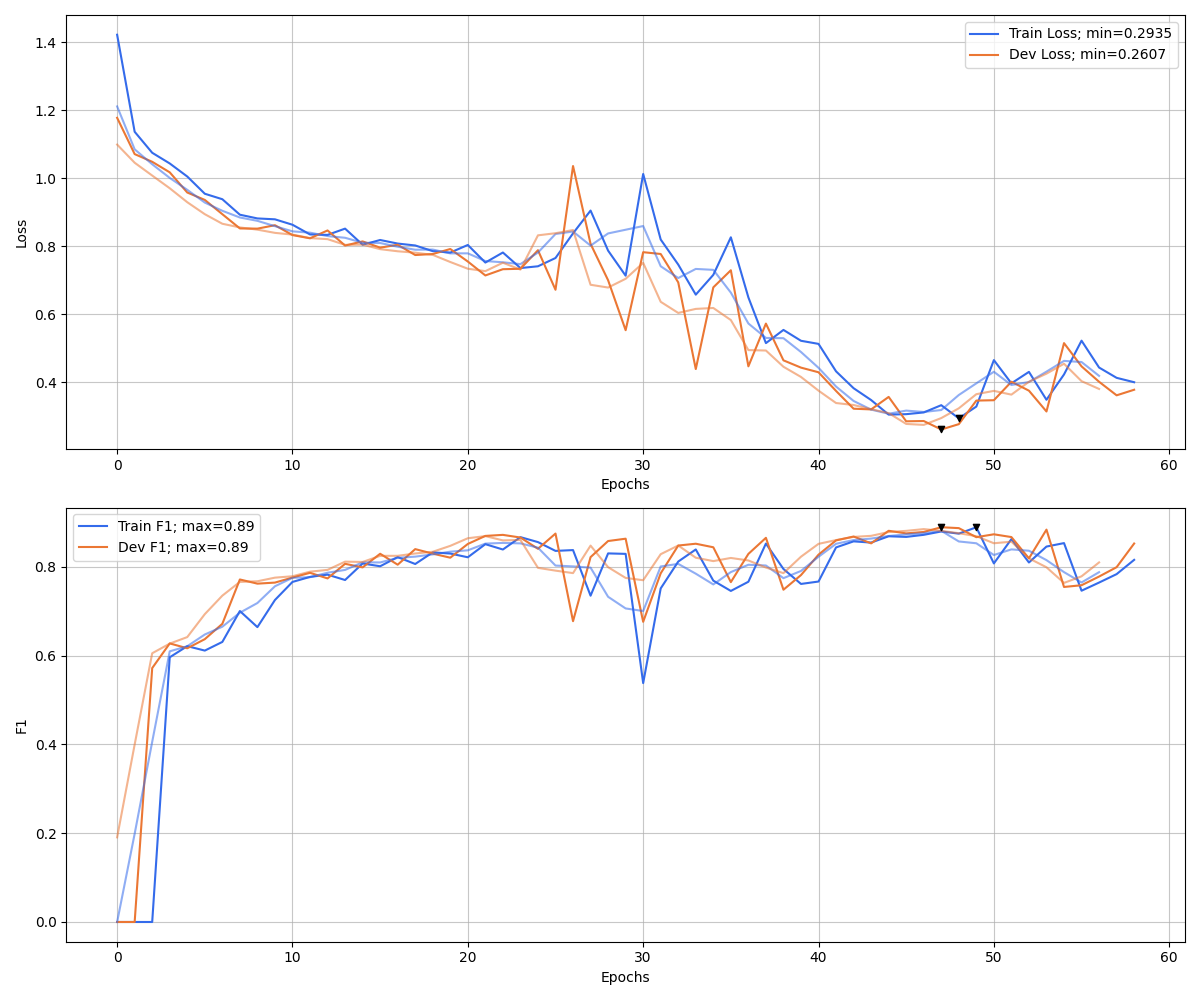 Train Loss; min=0.2935
Dev Loss; min=0.2607
1.4
1.2
1.0
0.8
0.6
0.4
Loss
0 10 20 30 40 50 60
Epochs
Train F1; max=0.89
Dev F1; max=0.89
0.8
0.6
0.4
0.2
0.0
F1
0 10 20 30 40 50 60
Epochs